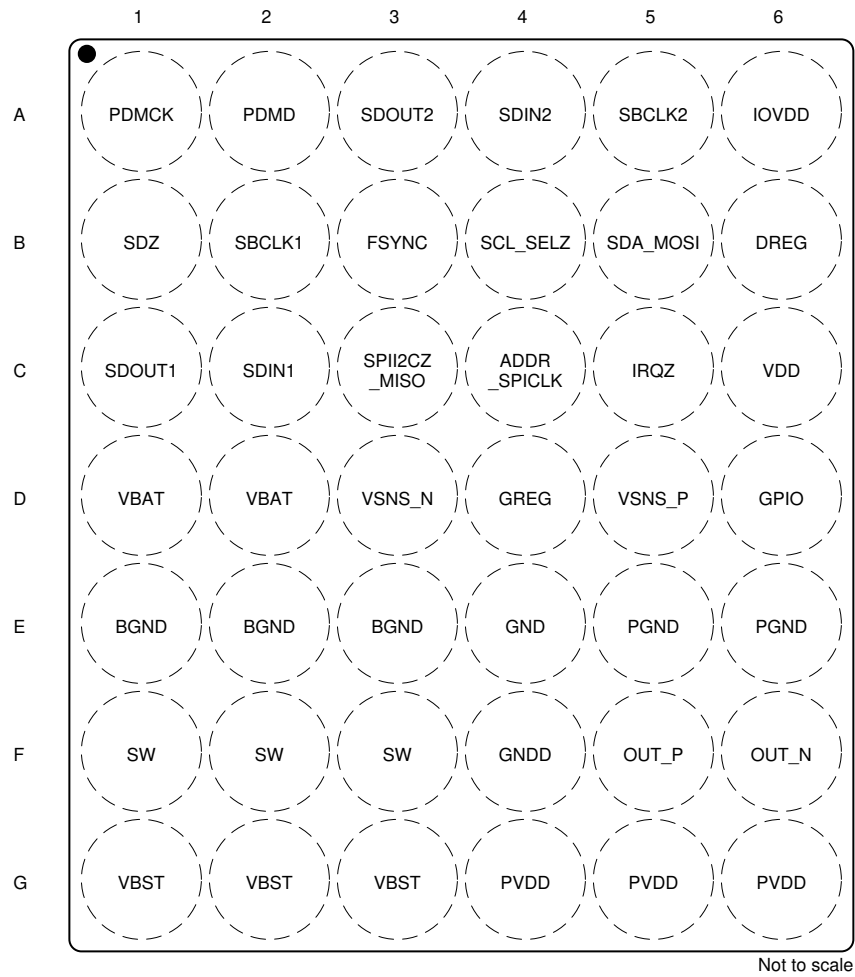 1 2 3 4 5 6
A PDMCK PDMD SDOUT2 SDIN2 SBCLK2 IOVDD
B SDZ SBCLK1 FSYNC SCL_SELZ SDA_MOSI DREG
C SDOUT1 SDIN1 SPII2CZ ADDR IRQZ VDD
_MISO _SPICLK
D VBAT VBAT VSNS_N GREG VSNS_P GPIO
E BGND BGND BGND GND PGND PGND
F SW SW SW GNDD OUT_P OUT_N
G VBST VBST VBST PVDD PVDD PVDD
Not to scale